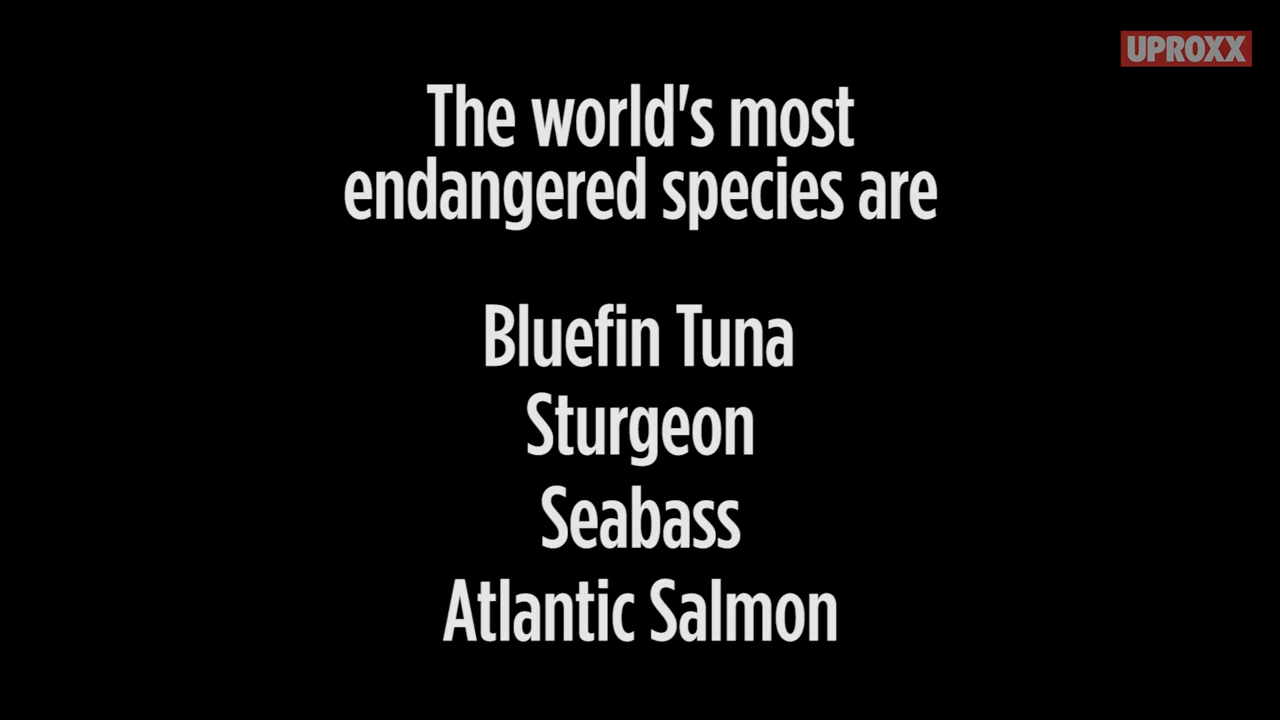 UPROXX
The world's most
endangered species are
Bluefin Tuna
Sturgeon
Seabass
Atlantic Salmon